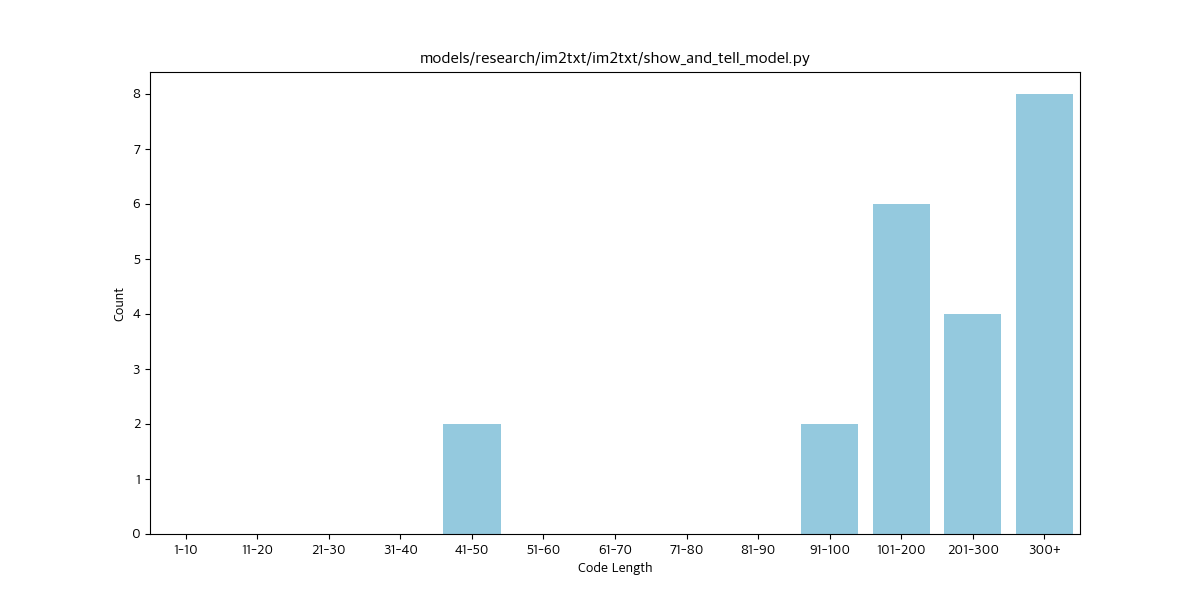 models/research/im2txt/im2txt/show_and_tell_model.py
8
7
6
5
4
3
2
1
0
Count
1-10 11-20 21-30 31-40 41-50 51-60 61-70 71-80 81-90 91-100 101-200 201-300 300+
Code Length